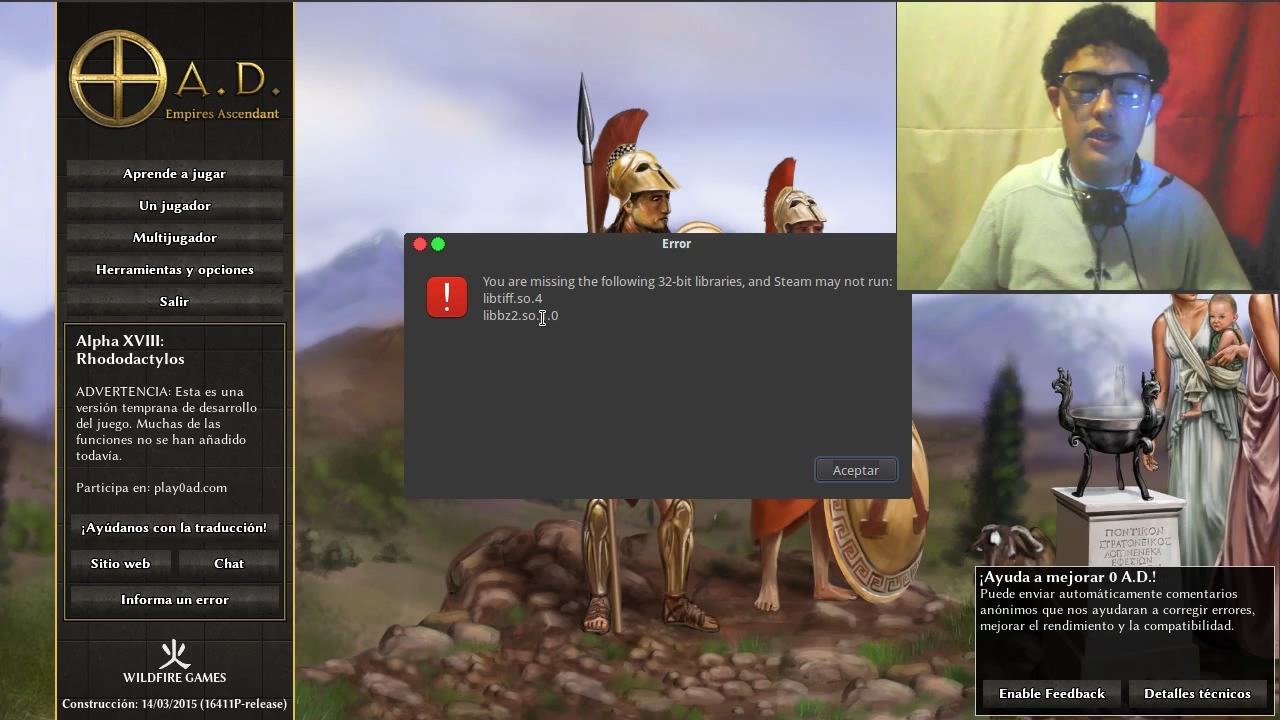 A.D.
Empires Ascendant
Aprende a jugar
Un jugador
Multijugador
Herramientas y opciones
Salir
Alpha XVIII:
Rhododactylos
ADVERTENCIA: Esta es una
versión temprana de desarrollo
del juego. Muchas de las
funciones no se han añadido
todavía.
Participa en: play0ad.com
¡Ayúdanos con la traducción!
Sitio web
Chat
Informa un error
WILDFIRE GAMES
Construcción: 14/03/2015 (16411P-release)
Error
You are missing the following 32-bit libraries, and Steam may not run:
libtiff.so.4
ΠΟΝΤΙΚΟΝ
ΕΦΕΣΙΩΝ
¡Ayuda a mejorar 0 A.D.!
Puede enviar automáticamente comentarios
anónimos que nos ayudaran a corregir errores,
mejorar el rendimiento y la compatibilidad.
Enable Feedback
Detalles técnicos